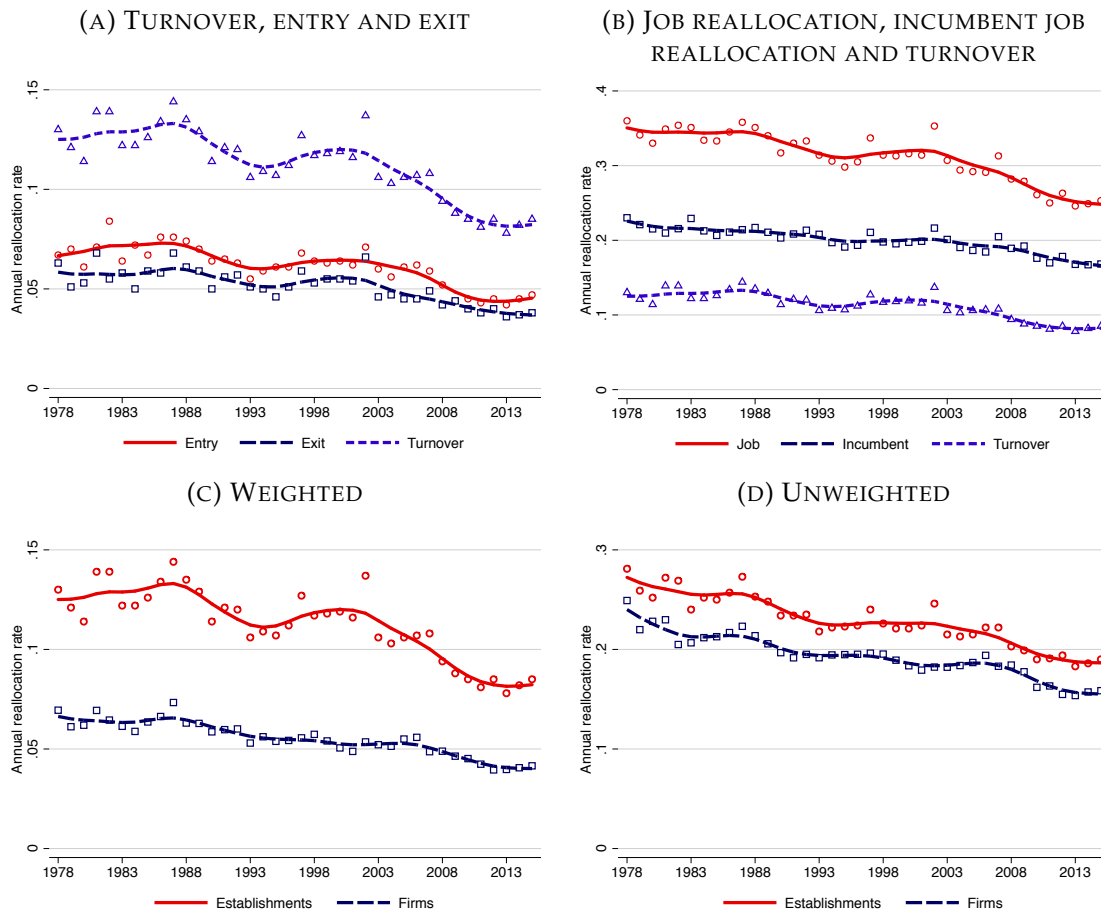 (A) TURNOVER, ENTRY AND EXIT
Annual reallocation rate
0 .05 .1 .15
1978 1983 1988 1993 1998 2003 2008 2013
Entry Exit Turnover
(B) JOB REALLOCATION, INCUMBENT JOB
REALLOCATION AND TURNOVER
Annual reallocation rate
0 .1 .2 .3 .4
1978 1983 1988 1993 1998 2003 2008 2013
Job Incumbent Turnover
(C) WEIGHTED
Annual reallocation rate
0 .05 .1 .15
1978 1983 1988 1993 1998 2003 2008 2013
Establishments Firms
(D) UNWEIGHTED
Annual reallocation rate
0 .1 .2 .3
1978 1983 1988 1993 1998 2003 2008 2013
Establishments Firms